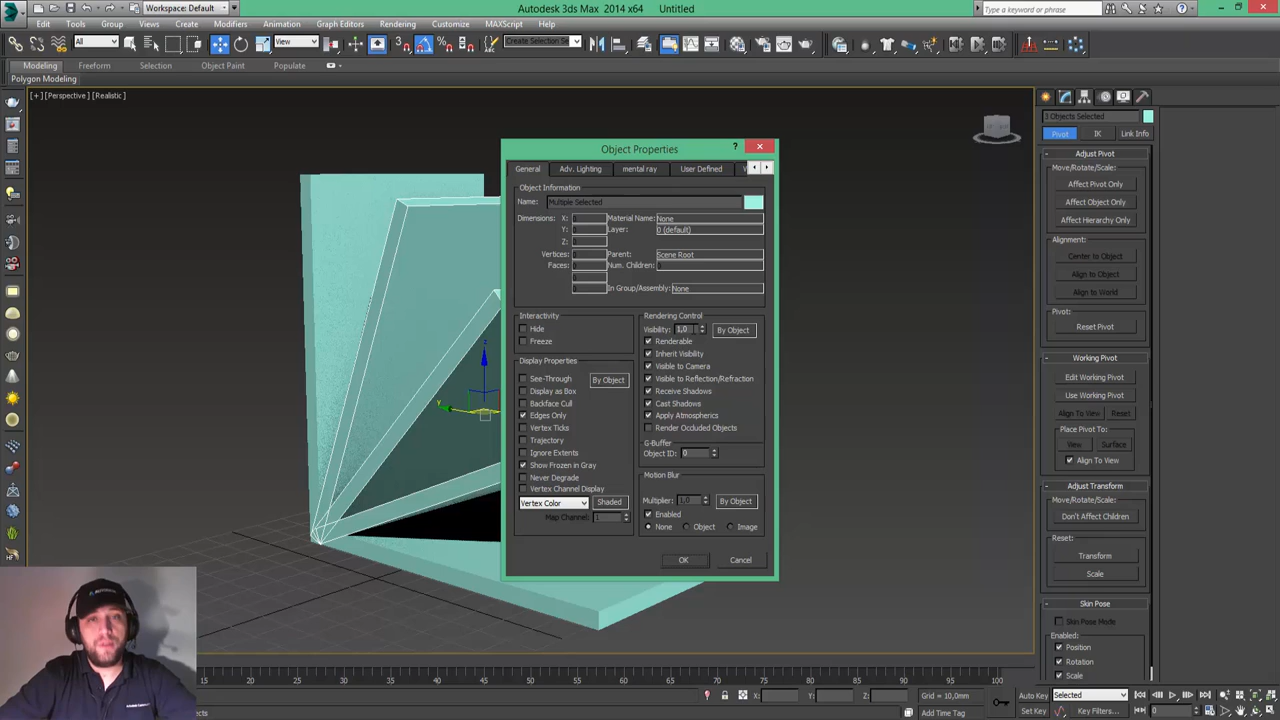 Workspace: Default
Autodesk 3ds Max 2014 x64 Untitled
Type a keyword or phrase
Edit Tools Group Views Create Modifiers Animation Graph Editors Rendering Customize MAXScript Help
All View Create Selection Se
Modeling Freeform Selection Object Paint Populate
Polygon Modeling
[+] [Perspective] [Realistic]
3 Objects Selected
Pivot IK Link Info
Adjust Pivot
Move/Rotate/Scale:
Affect Pivot Only
Affect Object Only
Affect Hierarchy Only
Alignment:
Center to Object
Align to Object
Align to World
Pivot:
Reset Pivot
Working Pivot
Edit Working Pivot
Use Working Pivot
Align To View Reset
Place Pivot To:
View Surface
Align To View
Adjust Transform
Move/Rotate/Scale:
Don't Affect Children
Reset:
Transform
Scale
Skin Pose
Skin Pose Mode
Enabled:
Position
Rotation
Scale
Object Properties
General Adv. Lighting mental ray User Defined
Object Information
Name: Multiple Selected
Dimensions: X: 0 Material Name: None
Y: 0 Layer: 0 (default)
Z: 0
Vertices: 0 Parent: Scene Root
Faces: 0 Num. Children:
0
0 In Group/Assembly: None
Interactivity
Hide
Freeze
Display Properties
See-Through By Object
Display as Box
Backface Cull
Edges Only
Vertex Ticks
Trajectory
Ignore Extents
Show Frozen in Gray
Never Degrade
Vertex Channel Display
Vertex Color Shaded
Map Channel: 1
Rendering Control
Visibility: 1,0 By Object
Renderable
Inherit Visibility
Visible to Camera
Visible to Reflection/Refraction
Receive Shadows
Cast Shadows
Apply Atmospherics
Render Occluded Objects
G-Buffer
Object ID: 0
Motion Blur
Multiplier: 1,0 By Object
Enabled
None Object Image
OK Cancel
z
y
20 25 30 35 40 45 50 55 60 65 70 75 80 85 90 95 100
X: Y: Z: Grid = 10,0mm Auto Key Selected
Add Time Tag Set Key Key Filters... 0